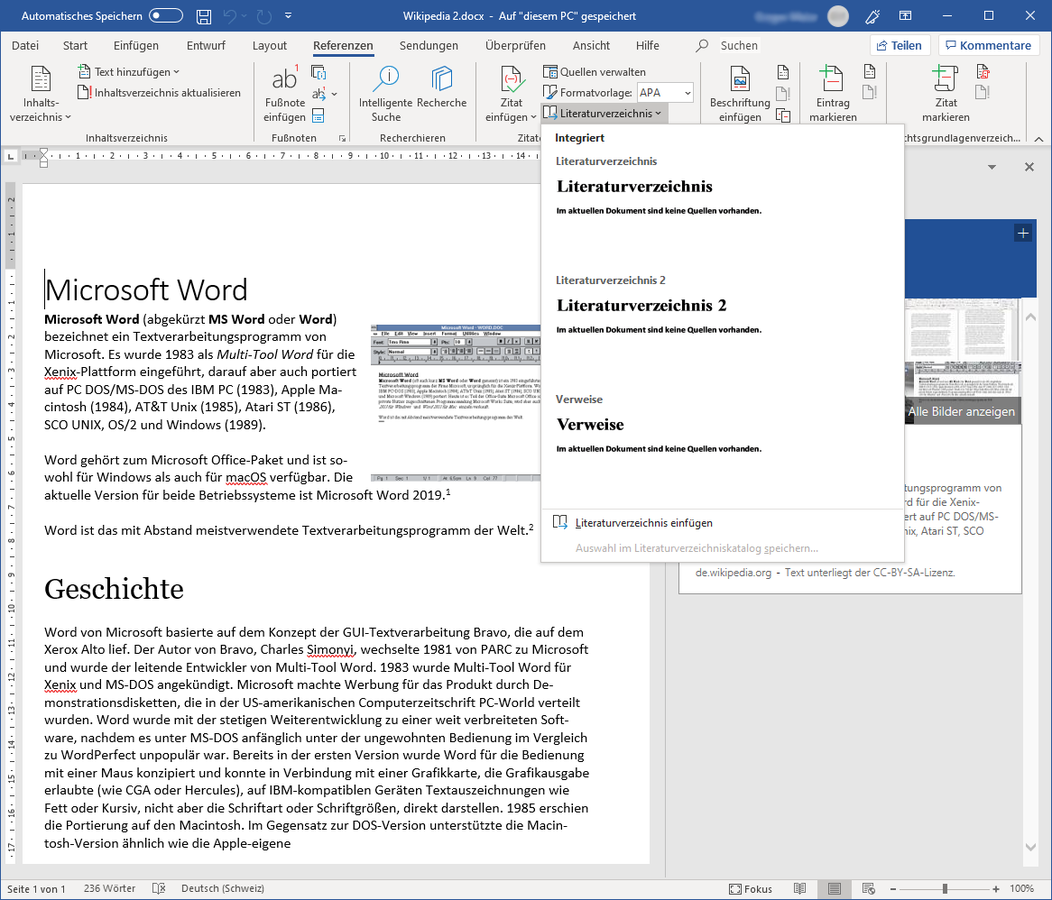 Automatisches Speichern
Wikipedia 2.docx - Auf "diesem PC" gespeichert
Datei Start Einfügen Entwurf Layout Referenzen Sendungen Überprüfen Ansicht Hilfe Suchen Teilen Kommentare
Inhalts-
verzeichnis
Text hinzufügen
Inhaltsverzeichnis aktualisieren
Inhaltsverzeichnis
ab
Fußnote
einfügen
Fußnoten
Intelligente
Suche
Recherche
Recherchieren
Zitat
einfügen
Quellen verwalten
Formatvorlage: APA
Literaturverzeichnis
Beschriftung
einfügen
Eintrag
markieren
Zitat
markieren
chtsgrundlagenverzeich...
Integriert
Literaturverzeichnis
Literaturverzeichnis
Im aktuellen Dokument sind keine Quellen vorhanden.
Literaturverzeichnis 2
Literaturverzeichnis 2
Im aktuellen Dokument sind keine Quellen vorhanden.
Verweise
Verweise
Im aktuellen Dokument sind keine Quellen vorhanden.
Literaturverzeichnis einfügen
Auswahl im Literaturverzeichniskatalog speichern...
Microsoft Word
Microsoft Word (abgekürzt MS Word oder Word)
bezeichnet ein Textverarbeitungsprogramm von
Microsoft. Es wurde 1983 als Multi-Tool Word für die
Xenix-Plattform eingeführt, darauf aber auch portiert
auf PC DOS/MS-DOS des IBM PC (1983), Apple Ma-
cintosh (1984), AT&T Unix (1985), Atari ST (1986),
SCO UNIX, OS/2 und Windows (1989).
Word gehört zum Microsoft Office-Paket und ist so-
wohl für Windows als auch für macOS verfügbar. Die
aktuelle Version für beide Betriebssysteme ist Microsoft Word 2019.¹
Word ist das mit Abstand meistverwendete Textverarbeitungsprogramm der Welt.²
Geschichte
Word von Microsoft basierte auf dem Konzept der GUI-Textverarbeitung Bravo, die auf dem
Xerox Alto lief. Der Autor von Bravo, Charles Simonyi, wechselte 1981 von PARC zu Microsoft
und wurde der leitende Entwickler von Multi-Tool Word. 1983 wurde Multi-Tool Word für
Xenix und MS-DOS angekündigt. Microsoft machte Werbung für das Produkt durch De-
monstrationsdisketten, die in der US-amerikanischen Computerzeitschrift PC-World verteilt
wurden. Word wurde mit der stetigen Weiterentwicklung zu einer weit verbreiteten Soft-
ware, nachdem es unter MS-DOS anfänglich unter der ungewohnten Bedienung im Vergleich
zu WordPerfect unpopulär war. Bereits in der ersten Version wurde Word für die Bedienung
mit einer Maus konzipiert und konnte in Verbindung mit einer Grafikkarte, die Grafikausgabe
erlaubte (wie CGA oder Hercules), auf IBM-kompatiblen Geräten Textauszeichnungen wie
Fett oder Kursiv, nicht aber die Schriftart oder Schriftgrößen, direkt darstellen. 1985 erschien
die Portierung auf den Macintosh. Im Gegensatz zur DOS-Version unterstützte die Macin-
tosh-Version ähnlich wie die Apple-eigene
Alle Bilder anzeigen
tungsprogramm von
d für die Xenix-
ert auf PC DOS/MS-
nix, Atari ST, SCO
de.wikipedia.org - Text unterliegt der CC-BY-SA-Lizenz.
Seite 1 von 1 236 Wörter Deutsch (Schweiz) Fokus 100%